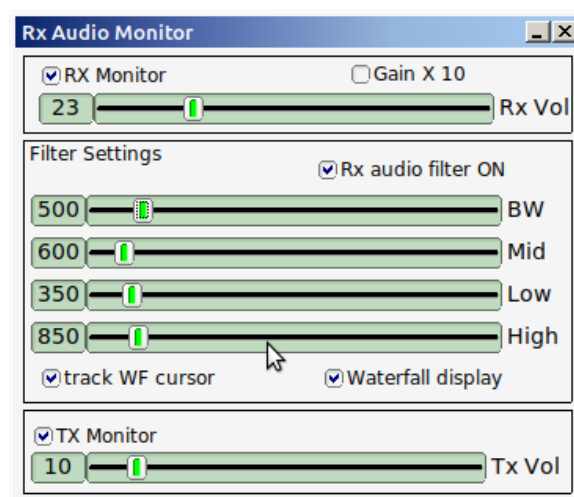 Rx Audio Monitor
RX Monitor
Gain X 10
23 Rx Vol
Filter Settings
Rx audio filter ON
500 BW
600 Mid
350 Low
850 High
track WF cursor
Waterfall display
TX Monitor
10 Tx Vol